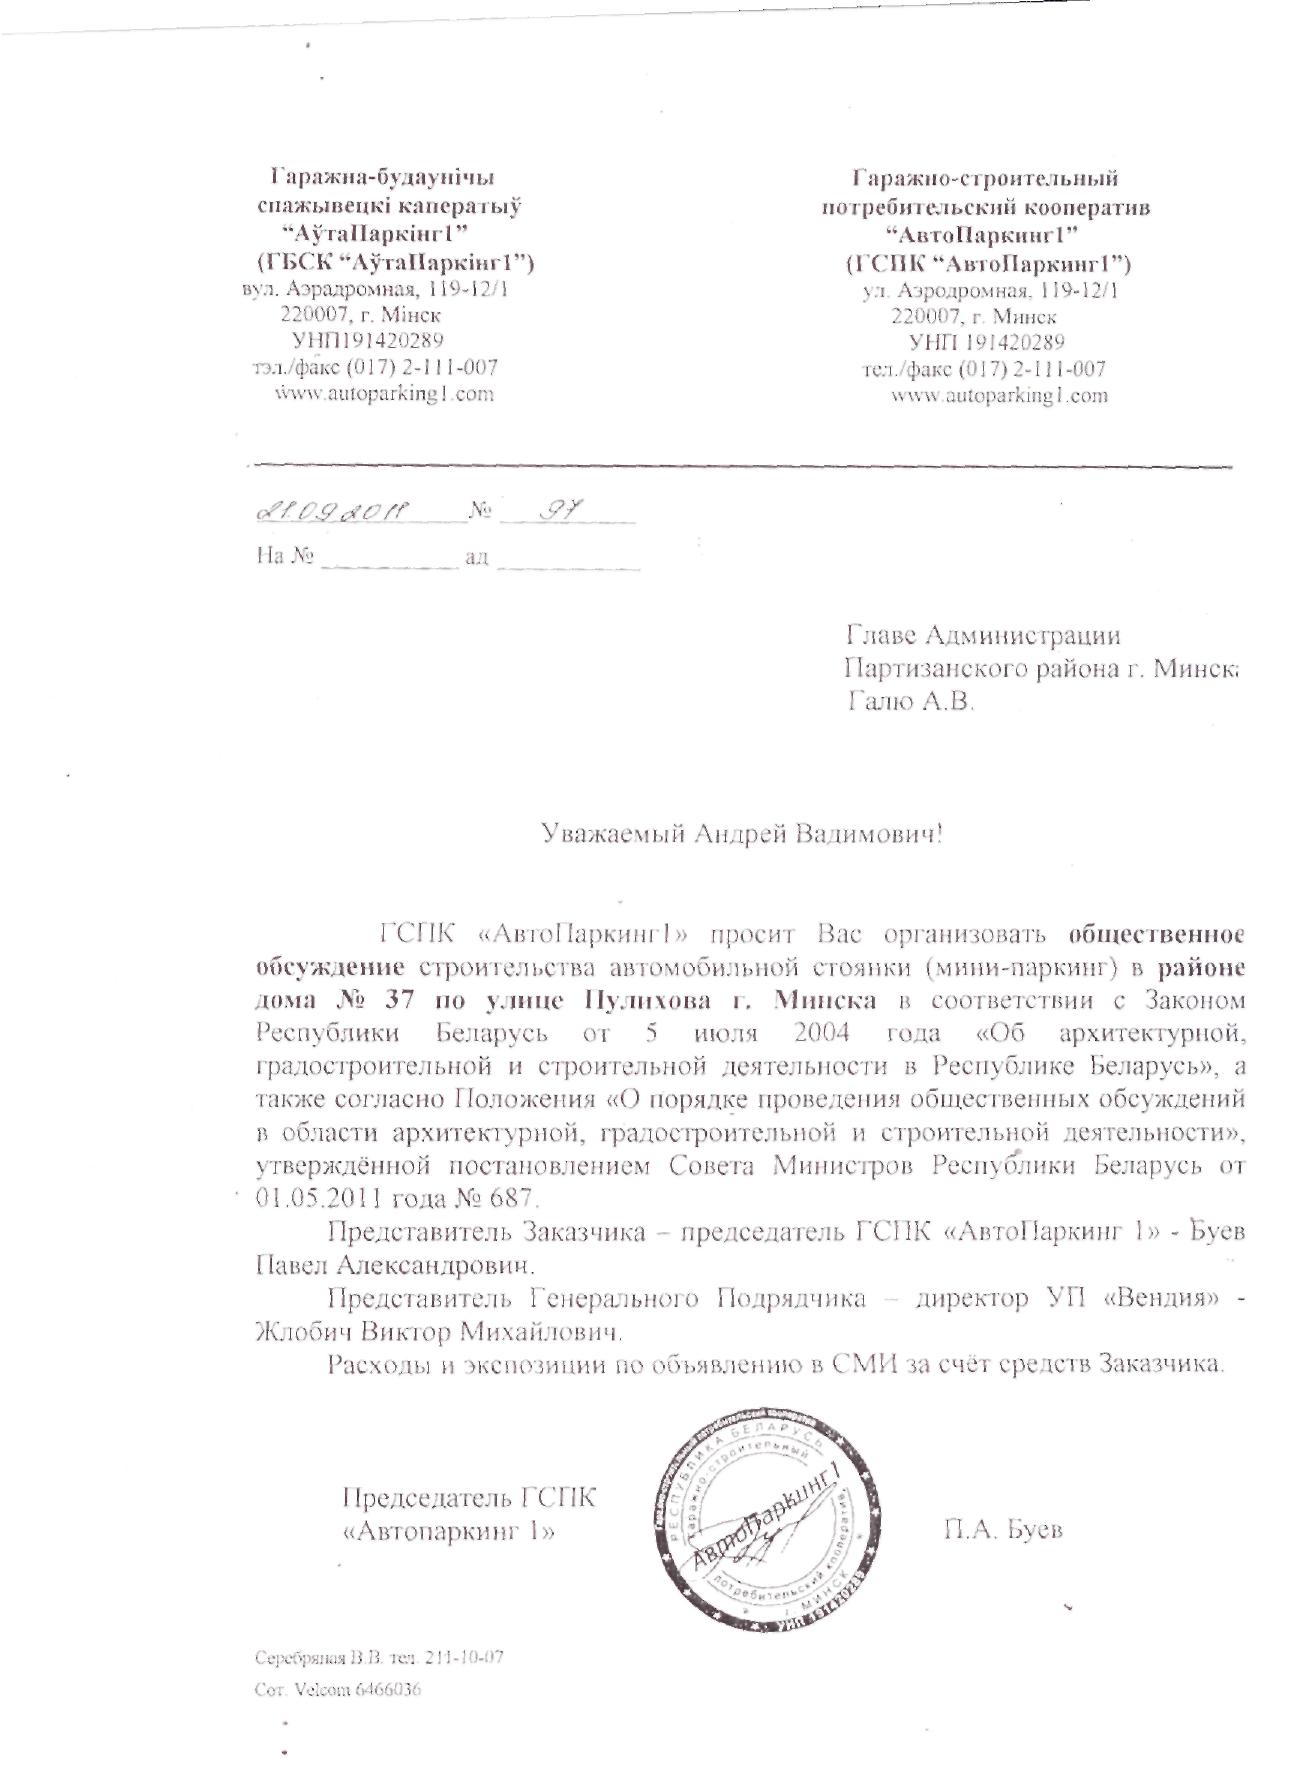 Гаражна-будаунічы
спажывецкі каператыў
“АўтаПаркінг1”
(ГБСК “АўтаПаркінг1”)
вул. Аэрадромная, 119-12/1
220007, г. Мінск
УНП191420289
тэл./факс (017) 2-111-007
www.autoparking1.com
Гаражно-строительный
потребительский кооператив
“АвтоПаркинг1”
(ГСПК “АвтоПаркинг1”)
ул. Аэродромная, 119-12/1
220007, г. Минск
УНП 191420289
тел./факс (017) 2-111-007
www.autoparking1.com
21.09.2011 № 97
На № __________ ад __________
Главе Администрации
Партизанского района г. Минска
Галю А.В.
Уважаемый Андрей Вадимович!
ГСПК «АвтоПаркинг1» просит Вас организовать общественное
обсуждение строительства автомобильной стоянки (мини-паркинг) в районе
дома № 37 по улице Пулихова г. Минска в соответствии с Законом
Республики Беларусь от 5 июля 2004 года «Об архитектурной,
градостроительной и строительной деятельности в Республике Беларусь», а
также согласно Положения «О порядке проведения общественных обсуждений
в области архитектурной, градостроительной и строительной деятельности»,
утверждённой постановлением Совета Министров Республики Беларусь от
01.05.2011 года № 687.
Представитель Заказчика – председатель ГСПК «АвтоПаркинг 1» - Буев
Павел Александровин.
Представитель Генерального Подрядчика – директор УП «Вендия» -
Жлобич Виктор Михайлович.
Расходы и экспозиции по объявлению в СМИ за счёт средств Заказчика.
Председатель ГСПК
«Автопаркинг 1»
РЕСПУБЛИКА БЕЛАРУСЬ
Гаражно-строительный
АвтоПаркинг1
потребительский кооператив
г. МИНСК
УНП 191420289
П.А. Буев
Серебряная В.В. тел. 211-10-07
Сот. Velcom 6466036